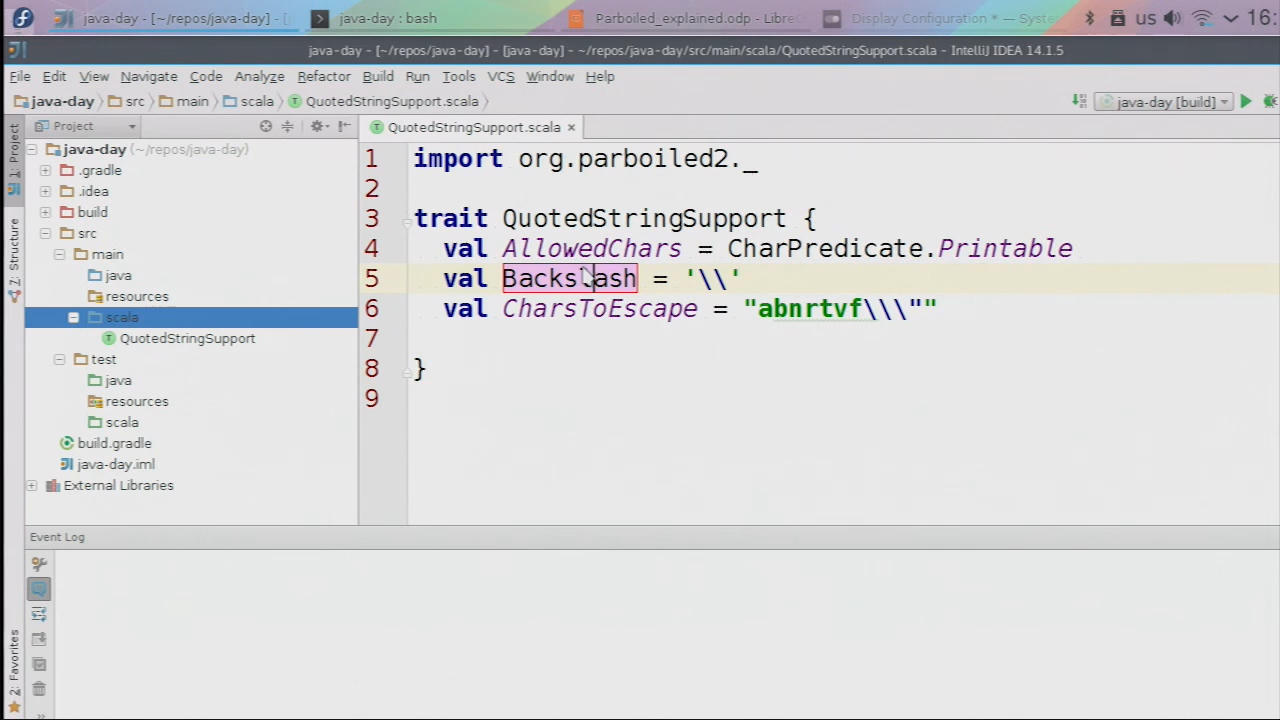 java-day - [~/repos/java-day] - [
java-day : bash
Parboiled_explained.odp - Libre
Display Configuration * — Syste
us
16:
java-day - [~/repos/java-day] - [java-day] - ~/repos/java-day/src/main/scala/QuotedStringSupport.scala - IntelliJ IDEA 14.1.5
File Edit View Navigate Code Analyze Refactor Build Run Tools VCS Window Help
java-day src main scala QuotedStringSupport.scala
java-day [build]
1: Project
7: Structure
2: Favorites
Project
java-day (~/repos/java-day)
.gradle
.idea
build
src
main
java
resources
scala
QuotedStringSupport
test
java
resources
scala
build.gradle
java-day.iml
External Libraries
QuotedStringSupport.scala
1 import org.parboiled2._
2
3 trait QuotedStringSupport {
4 val AllowedChars = CharPredicate.Printable
5 val Backslash = '\\'
6 val CharsToEscape = "abnrtvf\\\""
7
8 }
9
Event Log